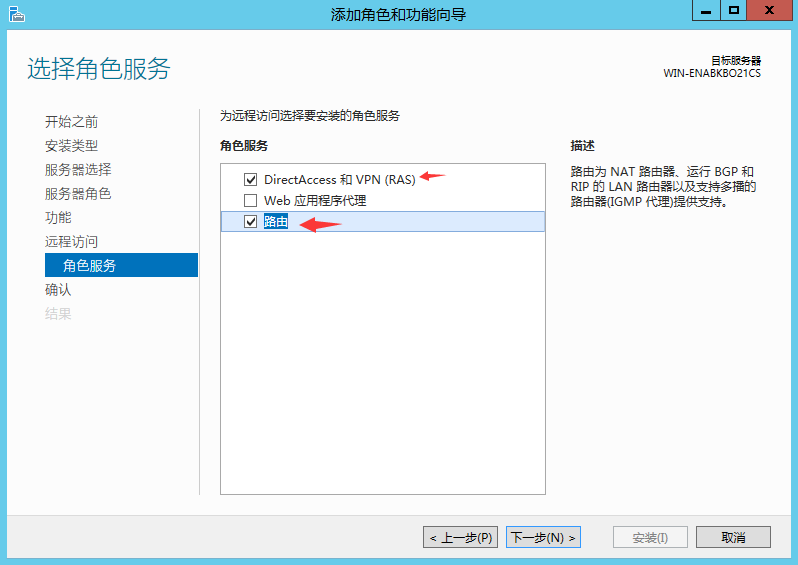 添加角色和功能向导
选择角色服务
目标服务器
WIN-ENABKBO21CS
开始之前
安装类型
服务器选择
服务器角色
功能
远程访问
角色服务
确认
结果
为远程访问选择要安装的角色服务
角色服务
DirectAccess 和 VPN (RAS)
Web 应用程序代理
路由
描述
路由为 NAT 路由器、运行 BGP 和
RIP 的 LAN 路由器以及支持多播的
路由器(IGMP 代理)提供支持。
< 上一步(P)
下一步(N) >
安装(I)
取消